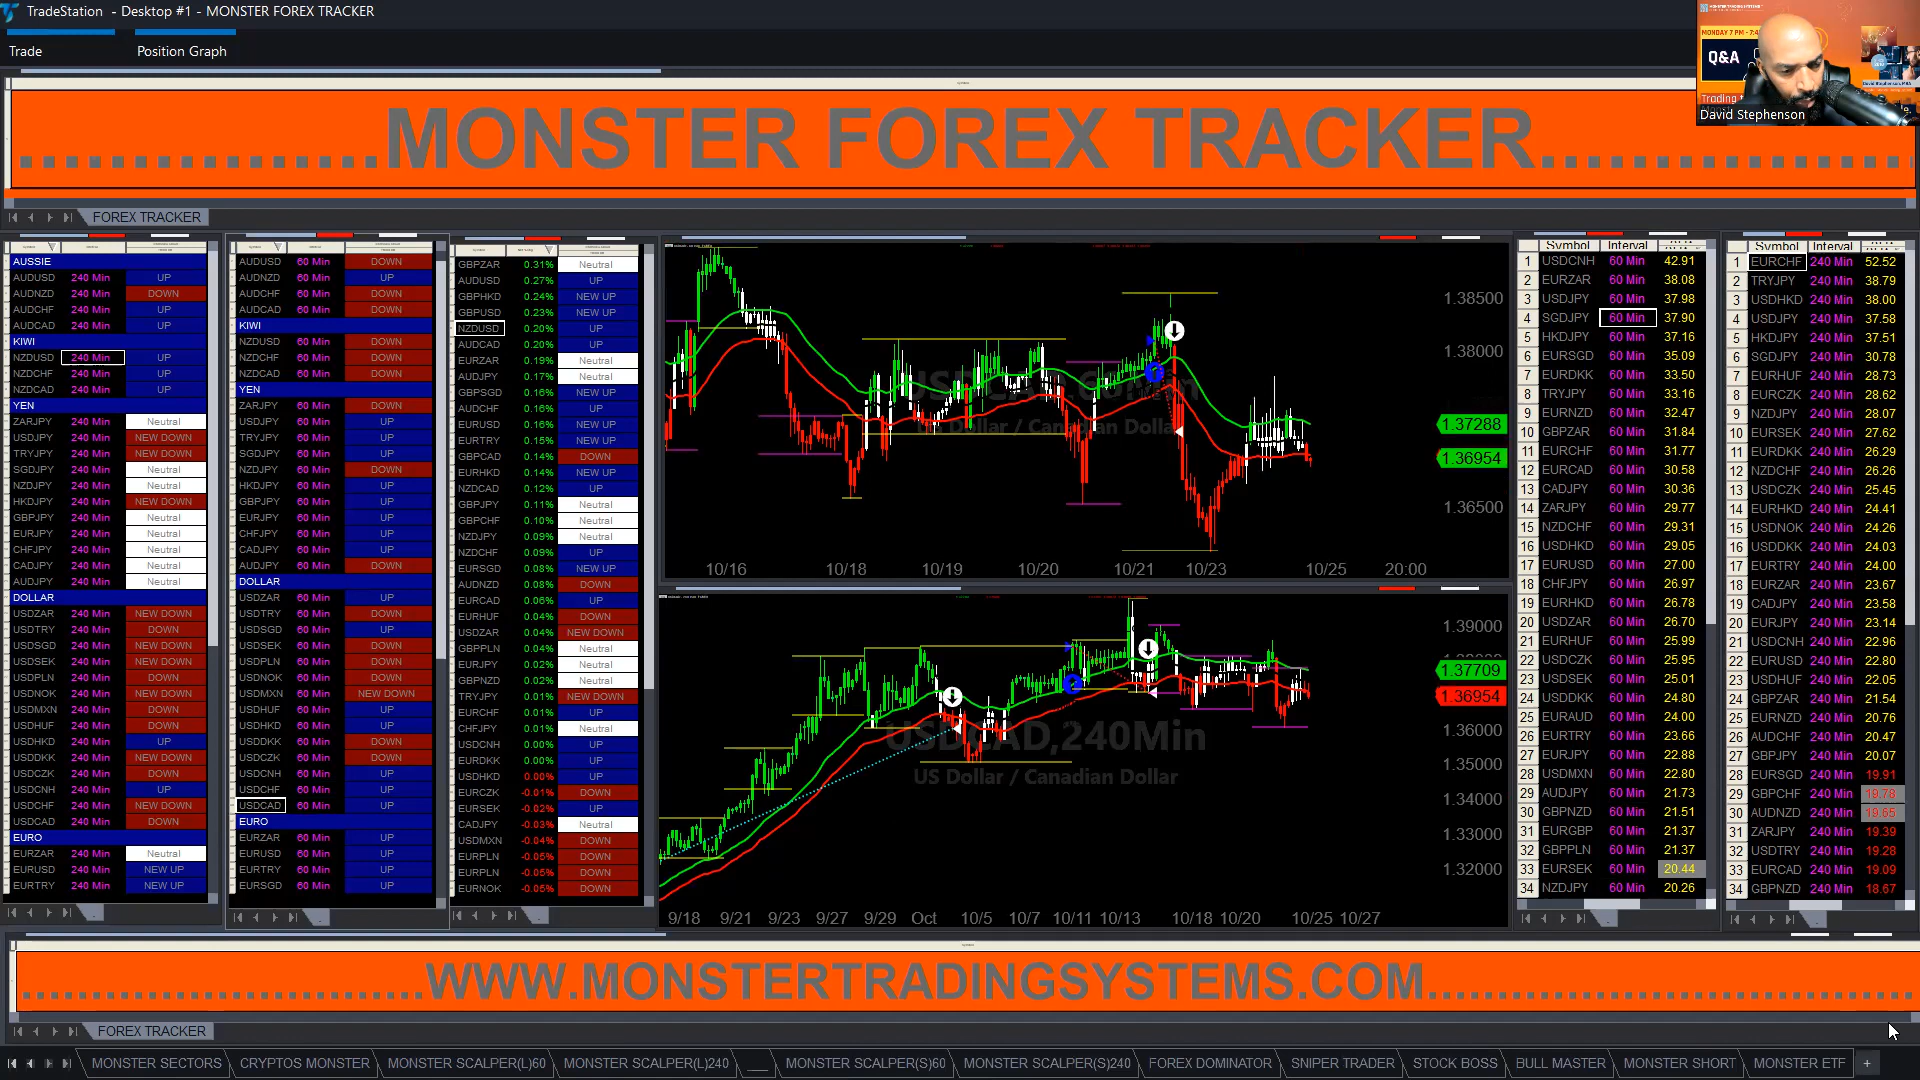 TradeStation - Desktop #1 - MONSTER FOREX TRACKER
Trade
Position Graph
MONDAY 7 PM - 7:4
Q&A
David Stephenson
................MONSTER FOREX TRACKER................
FOREX TRACKER
AUSSIE
AUDUSD 240 Min UP
AUDNZD 240 Min DOWN
AUDCHF 240 Min UP
AUDCAD 240 Min UP
KIWI
NZDUSD 240 Min UP
NZDCHF 240 Min UP
NZDCAD 240 Min UP
YEN
ZARJPY 240 Min Neutral
USDJPY 240 Min NEW DOWN
TRYJPY 240 Min NEW DOWN
SGDJPY 240 Min Neutral
NZDJPY 240 Min Neutral
HKDJPY 240 Min NEW DOWN
GBPJPY 240 Min Neutral
EURJPY 240 Min Neutral
CHFJPY 240 Min Neutral
CADJPY 240 Min Neutral
AUDJPY 240 Min Neutral
DOLLAR
USDZAR 240 Min NEW DOWN
USDTRY 240 Min DOWN
USDSGD 240 Min NEW DOWN
USDSEK 240 Min NEW DOWN
USDPLN 240 Min DOWN
USDNOK 240 Min NEW DOWN
USDMXN 240 Min DOWN
USDHUF 240 Min DOWN
USDHKD 240 Min UP
USDDKK 240 Min NEW DOWN
USDCZK 240 Min DOWN
USDCNH 240 Min UP
USDCHF 240 Min NEW DOWN
USDCAD 240 Min DOWN
EURO
EURZAR 240 Min Neutral
EURUSD 240 Min NEW UP
EURTRY 240 Min NEW UP
AUDUSD 60 Min DOWN
AUDNZD 60 Min UP
AUDCHF 60 Min DOWN
AUDCAD 60 Min DOWN
KIWI
NZDUSD 60 Min DOWN
NZDCHF 60 Min DOWN
NZDCAD 60 Min DOWN
YEN
ZARJPY 60 Min DOWN
USDJPY 60 Min UP
TRYJPY 60 Min UP
SGDJPY 60 Min UP
NZDJPY 60 Min DOWN
HKDJPY 60 Min UP
GBPJPY 60 Min UP
EURJPY 60 Min UP
CHFJPY 60 Min UP
CADJPY 60 Min UP
AUDJPY 60 Min DOWN
DOLLAR
USDZAR 60 Min UP
USDTRY 60 Min DOWN
USDSGD 60 Min UP
USDSEK 60 Min DOWN
USDPLN 60 Min DOWN
USDNOK 60 Min DOWN
USDMXN 60 Min NEW DOWN
USDHUF 60 Min UP
USDHKD 60 Min UP
USDDKK 60 Min DOWN
USDCZK 60 Min DOWN
USDCNH 60 Min UP
USDCHF 60 Min UP
USDCAD 60 Min UP
EURO
EURZAR 60 Min UP
EURUSD 60 Min UP
EURTRY 60 Min UP
EURSGD 60 Min UP
GBPZAR 0.31% Neutral
AUDUSD 0.27% UP
GBPHKD 0.24% NEW UP
GBPUSD 0.23% NEW UP
NZDUSD 0.20% UP
AUDCAD 0.20% UP
EURZAR 0.19% Neutral
AUDJPY 0.17% Neutral
GBPSGD 0.16% NEW UP
AUDCHF 0.16% UP
EURUSD 0.16% NEW UP
EURTRY 0.15% NEW UP
GBPCAD 0.14% DOWN
EURHKD 0.14% NEW UP
NZDCAD 0.12% UP
GBPJPY 0.11% Neutral
GBPCHF 0.10% Neutral
NZDJPY 0.09% Neutral
NZDCHF 0.09% UP
EURSGD 0.08% NEW UP
AUDNZD 0.08% DOWN
EURCAD 0.06% UP
EURHUF 0.04% DOWN
USDZAR 0.04% NEW DOWN
GBPPLN 0.04% Neutral
EURJPY 0.02% Neutral
GBPNZD 0.02% Neutral
TRYJPY 0.01% NEW DOWN
EURCHF 0.01% UP
CHFJPY 0.01% Neutral
USDCNH 0.00% UP
EURDKK 0.00% UP
USDHKD 0.00% UP
EURCZK -0.01% DOWN
EURSEK -0.02% UP
CADJPY -0.03% Neutral
USDMXN -0.04% DOWN
EURPLN -0.05% DOWN
EURPLN -0.05% DOWN
EURNOK -0.05% DOWN
USDCAD,60Min
US Dollar / Canadian Dollar
1.38500
1.38000
1.37288
1.36954
1.36500
10/16 10/18 10/19 10/20 10/21 10/23 10/25 20:00
USDCAD,240Min
US Dollar / Canadian Dollar
1.39000
1.37709
1.36954
1.36000
1.35000
1.34000
1.33000
1.32000
9/18 9/21 9/23 9/27 9/29 Oct 10/5 10/7 10/11 10/13 10/18 10/20 10/25 10/27
Symbol Interval
1 USDCNH 60 Min 42.91
2 EURZAR 60 Min 38.08
3 USDJPY 60 Min 37.98
4 SGDJPY 60 Min 37.90
5 HKDJPY 60 Min 37.16
6 EURSGD 60 Min 35.09
7 EURDKK 60 Min 33.50
8 TRYJPY 60 Min 33.16
9 EURNZD 60 Min 32.47
10 GBPZAR 60 Min 31.84
11 EURCHF 60 Min 31.77
12 EURCAD 60 Min 30.58
13 CADJPY 60 Min 30.36
14 ZARJPY 60 Min 29.77
15 NZDCHF 60 Min 29.31
16 USDHKD 60 Min 29.05
17 EURUSD 60 Min 27.00
18 CHFJPY 60 Min 26.97
19 EURHKD 60 Min 26.78
20 USDZAR 60 Min 26.70
21 EURHUF 60 Min 25.99
22 USDCZK 60 Min 25.95
23 USDSEK 60 Min 25.01
24 USDDKK 60 Min 24.80
25 EURAUD 60 Min 24.00
26 EURTRY 60 Min 23.66
27 EURJPY 60 Min 22.88
28 USDMXN 60 Min 22.80
29 AUDJPY 60 Min 21.73
30 GBPNZD 60 Min 21.51
31 EURGBP 60 Min 21.37
32 GBPPLN 60 Min 21.37
33 EURSEK 60 Min 20.44
34 NZDJPY 60 Min 20.26
Symbol Interval
1 EURCHF 240 Min 52.52
2 TRYJPY 240 Min 38.79
3 USDHKD 240 Min 38.00
4 USDJPY 240 Min 37.58
5 HKDJPY 240 Min 37.51
6 SGDJPY 240 Min 30.78
7 EURHUF 240 Min 28.73
8 EURCZK 240 Min 28.62
9 NZDJPY 240 Min 28.07
10 EURSEK 240 Min 27.62
11 EURDKK 240 Min 26.29
12 NZDCHF 240 Min 26.26
13 USDCZK 240 Min 25.45
14 EURHKD 240 Min 24.41
15 USDNOK 240 Min 24.26
16 USDDKK 240 Min 24.03
17 EURTRY 240 Min 24.00
18 EURZAR 240 Min 23.67
19 CADJPY 240 Min 23.58
20 EURJPY 240 Min 23.14
21 USDCNH 240 Min 22.96
22 EURUSD 240 Min 22.80
23 USDSEK 240 Min 22.05
24 GBPZAR 240 Min 21.54
25 EURNZD 240 Min 20.76
26 AUDCHF 240 Min 20.47
27 GBPJPY 240 Min 20.07
28 EURSGD 240 Min 19.91
29 GBPCHF 240 Min 19.78
30 AUDNZD 240 Min 19.65
31 ZARJPY 240 Min 19.39
32 USDTRY 240 Min 19.28
33 EURCAD 240 Min 19.09
34 GBPNZD 240 Min 18.67
WWW.MONSTERTRADINGSYSTEMS.COM
FOREX TRACKER
MONSTER SECTORS
CRYPTOS MONSTER
MONSTER SCALPER(L)60
MONSTER SCALPER(L)240
MONSTER SCALPER(S)60
MONSTER SCALPER(S)240
FOREX DOMINATOR
SNIPER TRADER
STOCK BOSS
BULL MASTER
MONSTER SHORT
MONSTER ETF